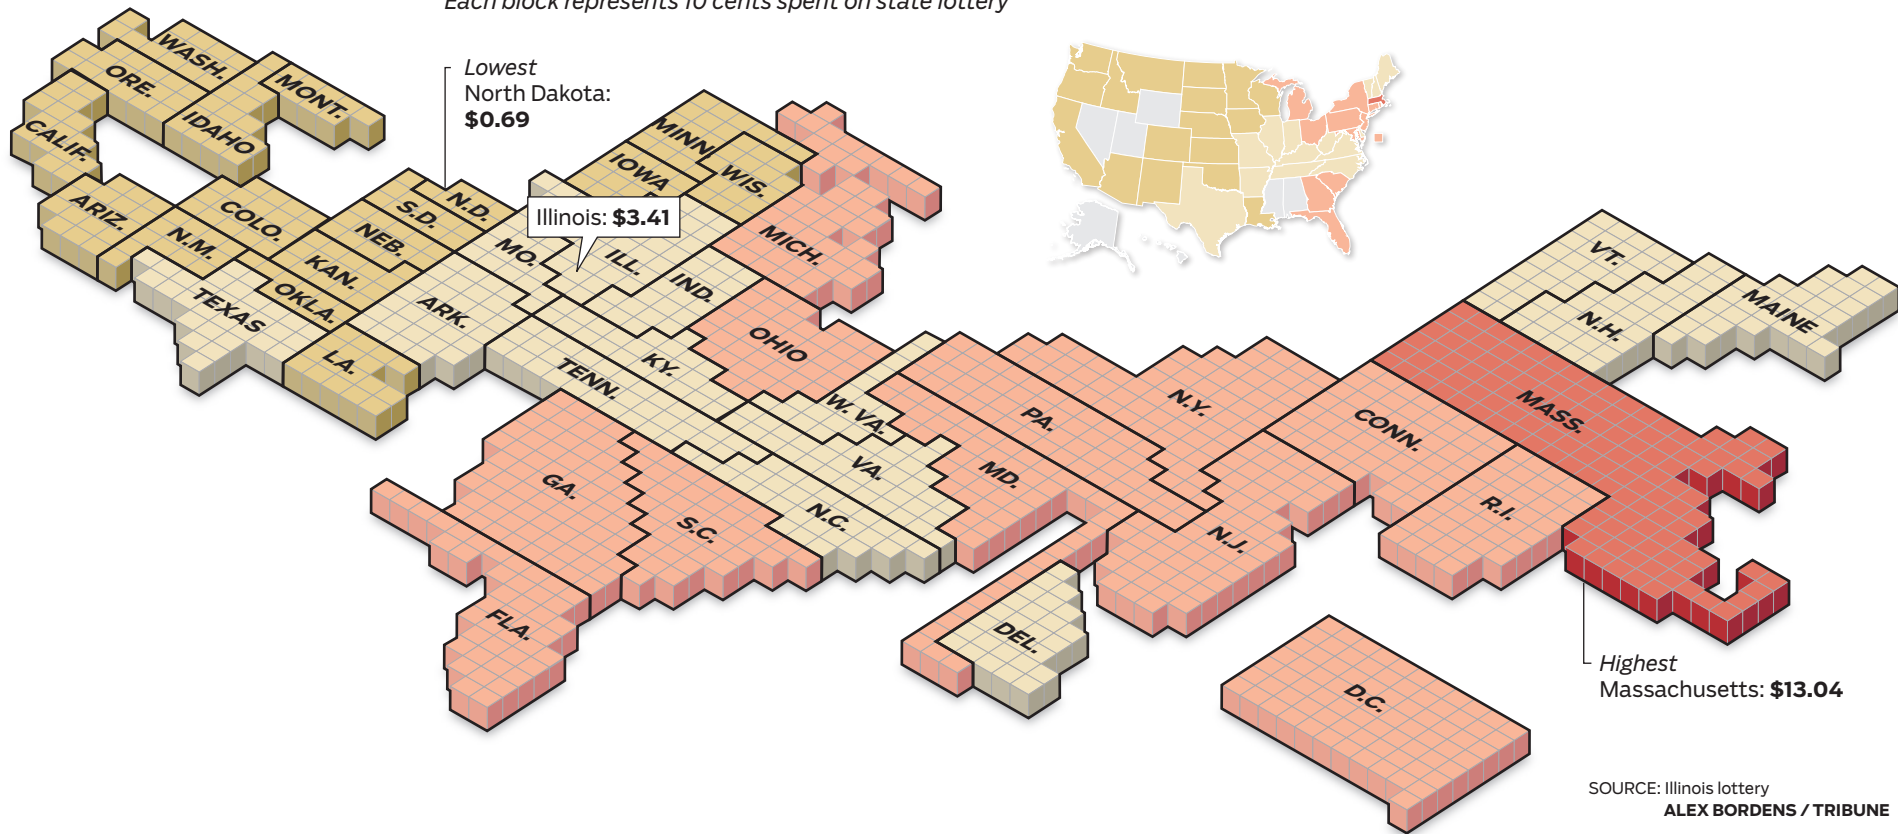 Each block represents 10 cents spent on state lottery
Lowest
North Dakota:
$0.69
WASH.
ORE.
MONT.
IDAHO
CALIF.
MINN.
IOWA
WIS.
ARIZ.
COLO.
N.M.
S.D.
N.D.
NEB.
KAN.
OKLA.
TEXAS
LA.
ARK.
MO.
Illinois: $3.41
ILL.
IND.
MICH.
OHIO
KY.
TENN.
W. VA.
VA.
N.C.
S.C.
GA.
FLA.
PA.
MD.
N.Y.
N.J.
DEL.
CONN.
R.I.
MASS.
VT.
N.H.
MAINE
D.C.
Highest
Massachusetts: $13.04
SOURCE: Illinois lottery
ALEX BORDENS / TRIBUNE